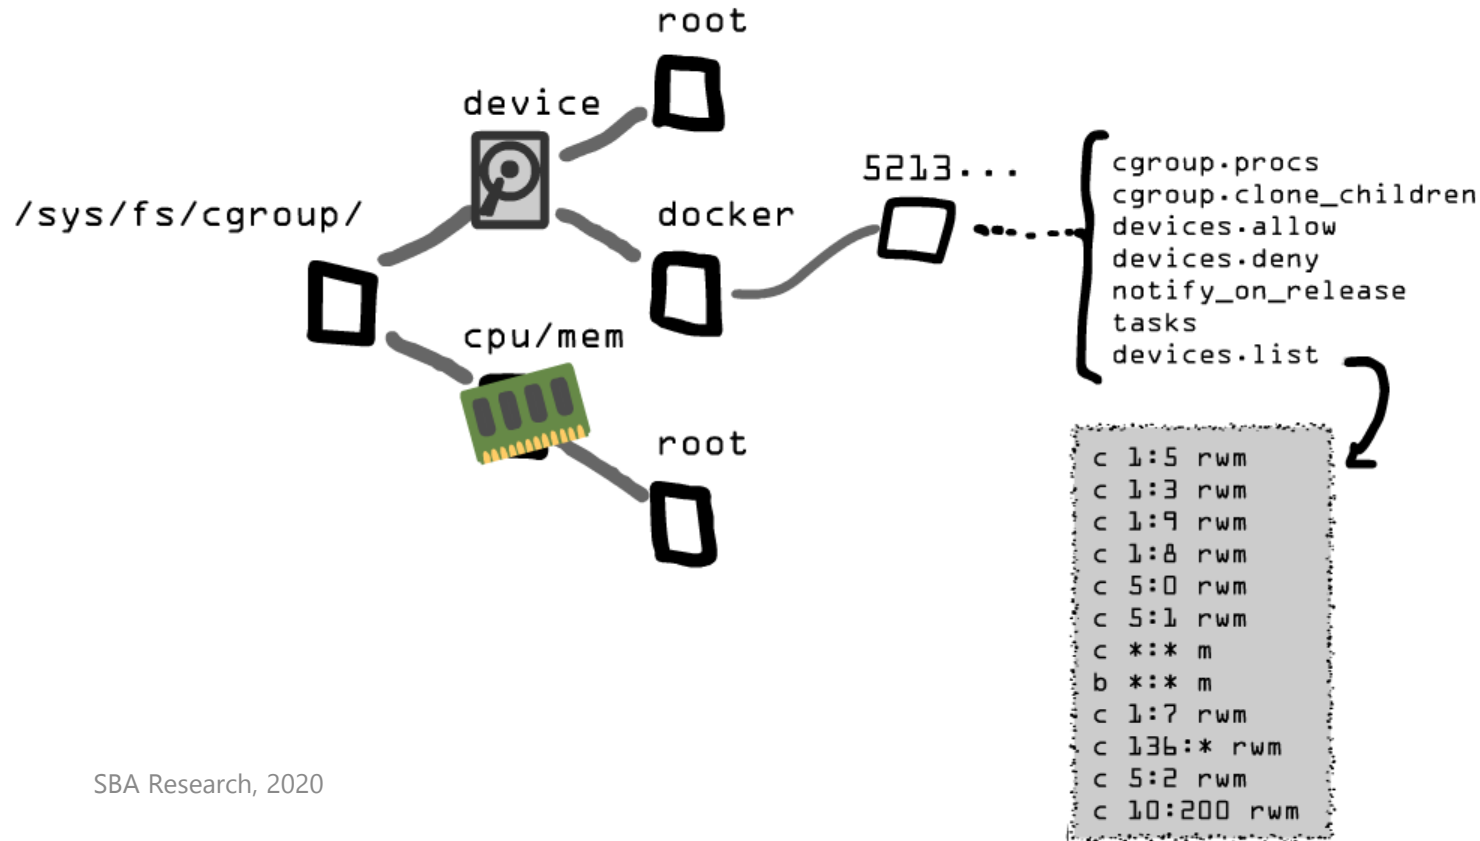 root
device
5213...
/sys/fs/cgroup/
docker
cpu/mem
root
cgroup.procs
cgroup.clone_children
devices.allow
devices.deny
notify_on_release
tasks
devices.list
c 1:5 rwm
c 1:3 rwm
c 1:9 rwm
c 1:8 rwm
c 5:0 rwm
c 5:1 rwm
c *:* m
b *:* m
c 1:7 rwm
c 136:* rwm
c 5:2 rwm
c 10:200 rwm
SBA Research, 2020